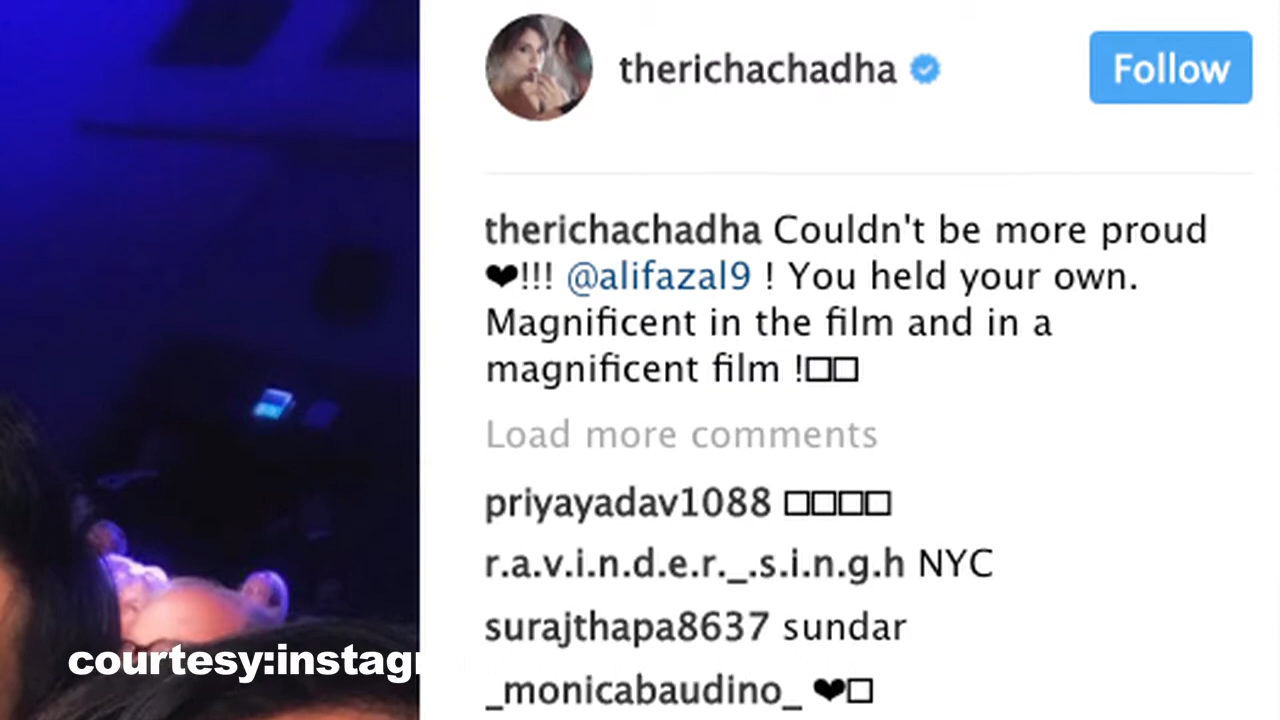 therichachadha
Follow
therichachadha Couldn't be more proud
❤!!! @alifazal9 ! You held your own.
Magnificent in the film and in a
magnificent film !□□
Load more comments
priyayadav1088 □□□□
r.a.v.i.n.d.e.r._.s.i.n.g.h NYC
surajthapa8637 sundar
_monicabaudino_ ❤□
courtesy:instagr